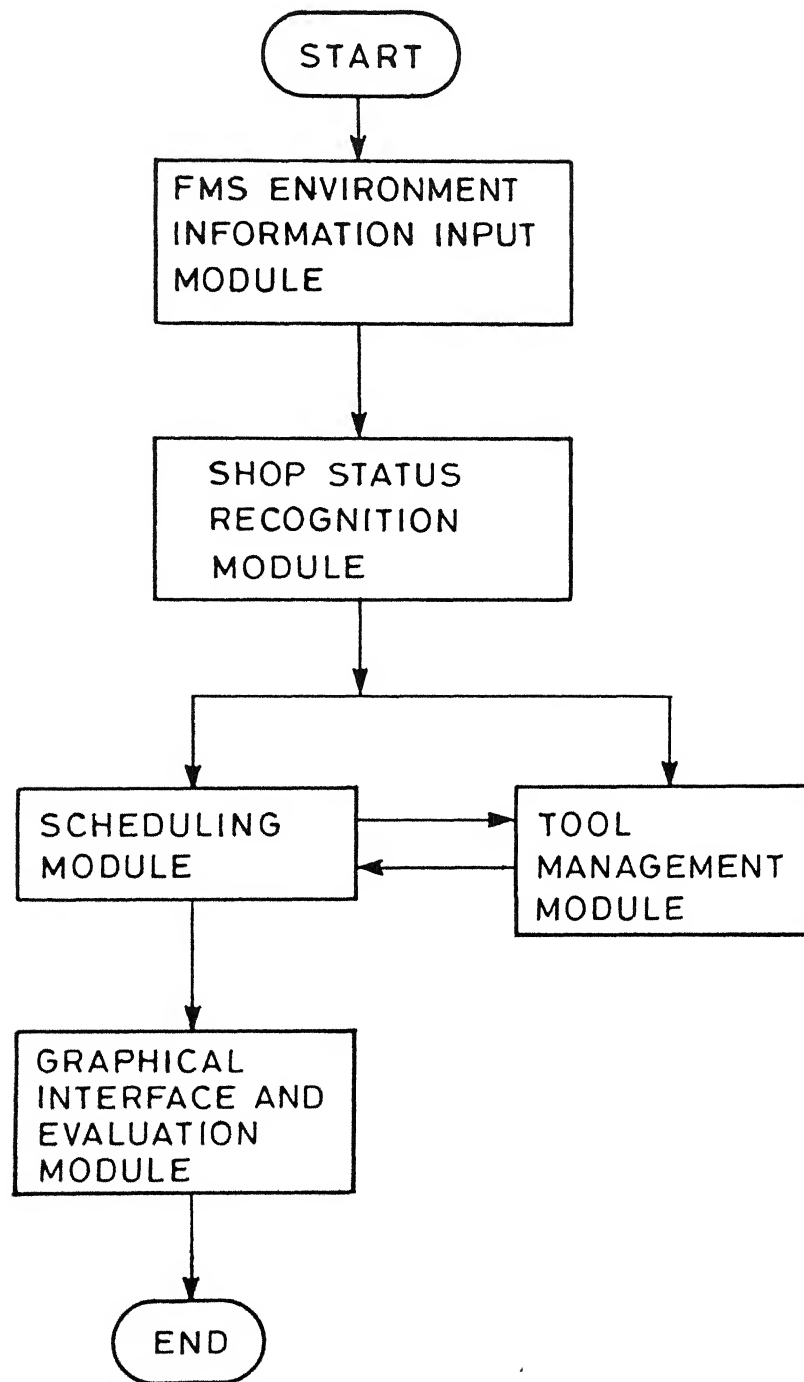 START
FMS ENVIRONMENT
INFORMATION INPUT
MODULE
SHOP STATUS
RECOGNITION
MODULE
SCHEDULING
MODULE
TOOL
MANAGEMENT
MODULE
GRAPHICAL
INTERFACE AND
EVALUATION
MODULE
END